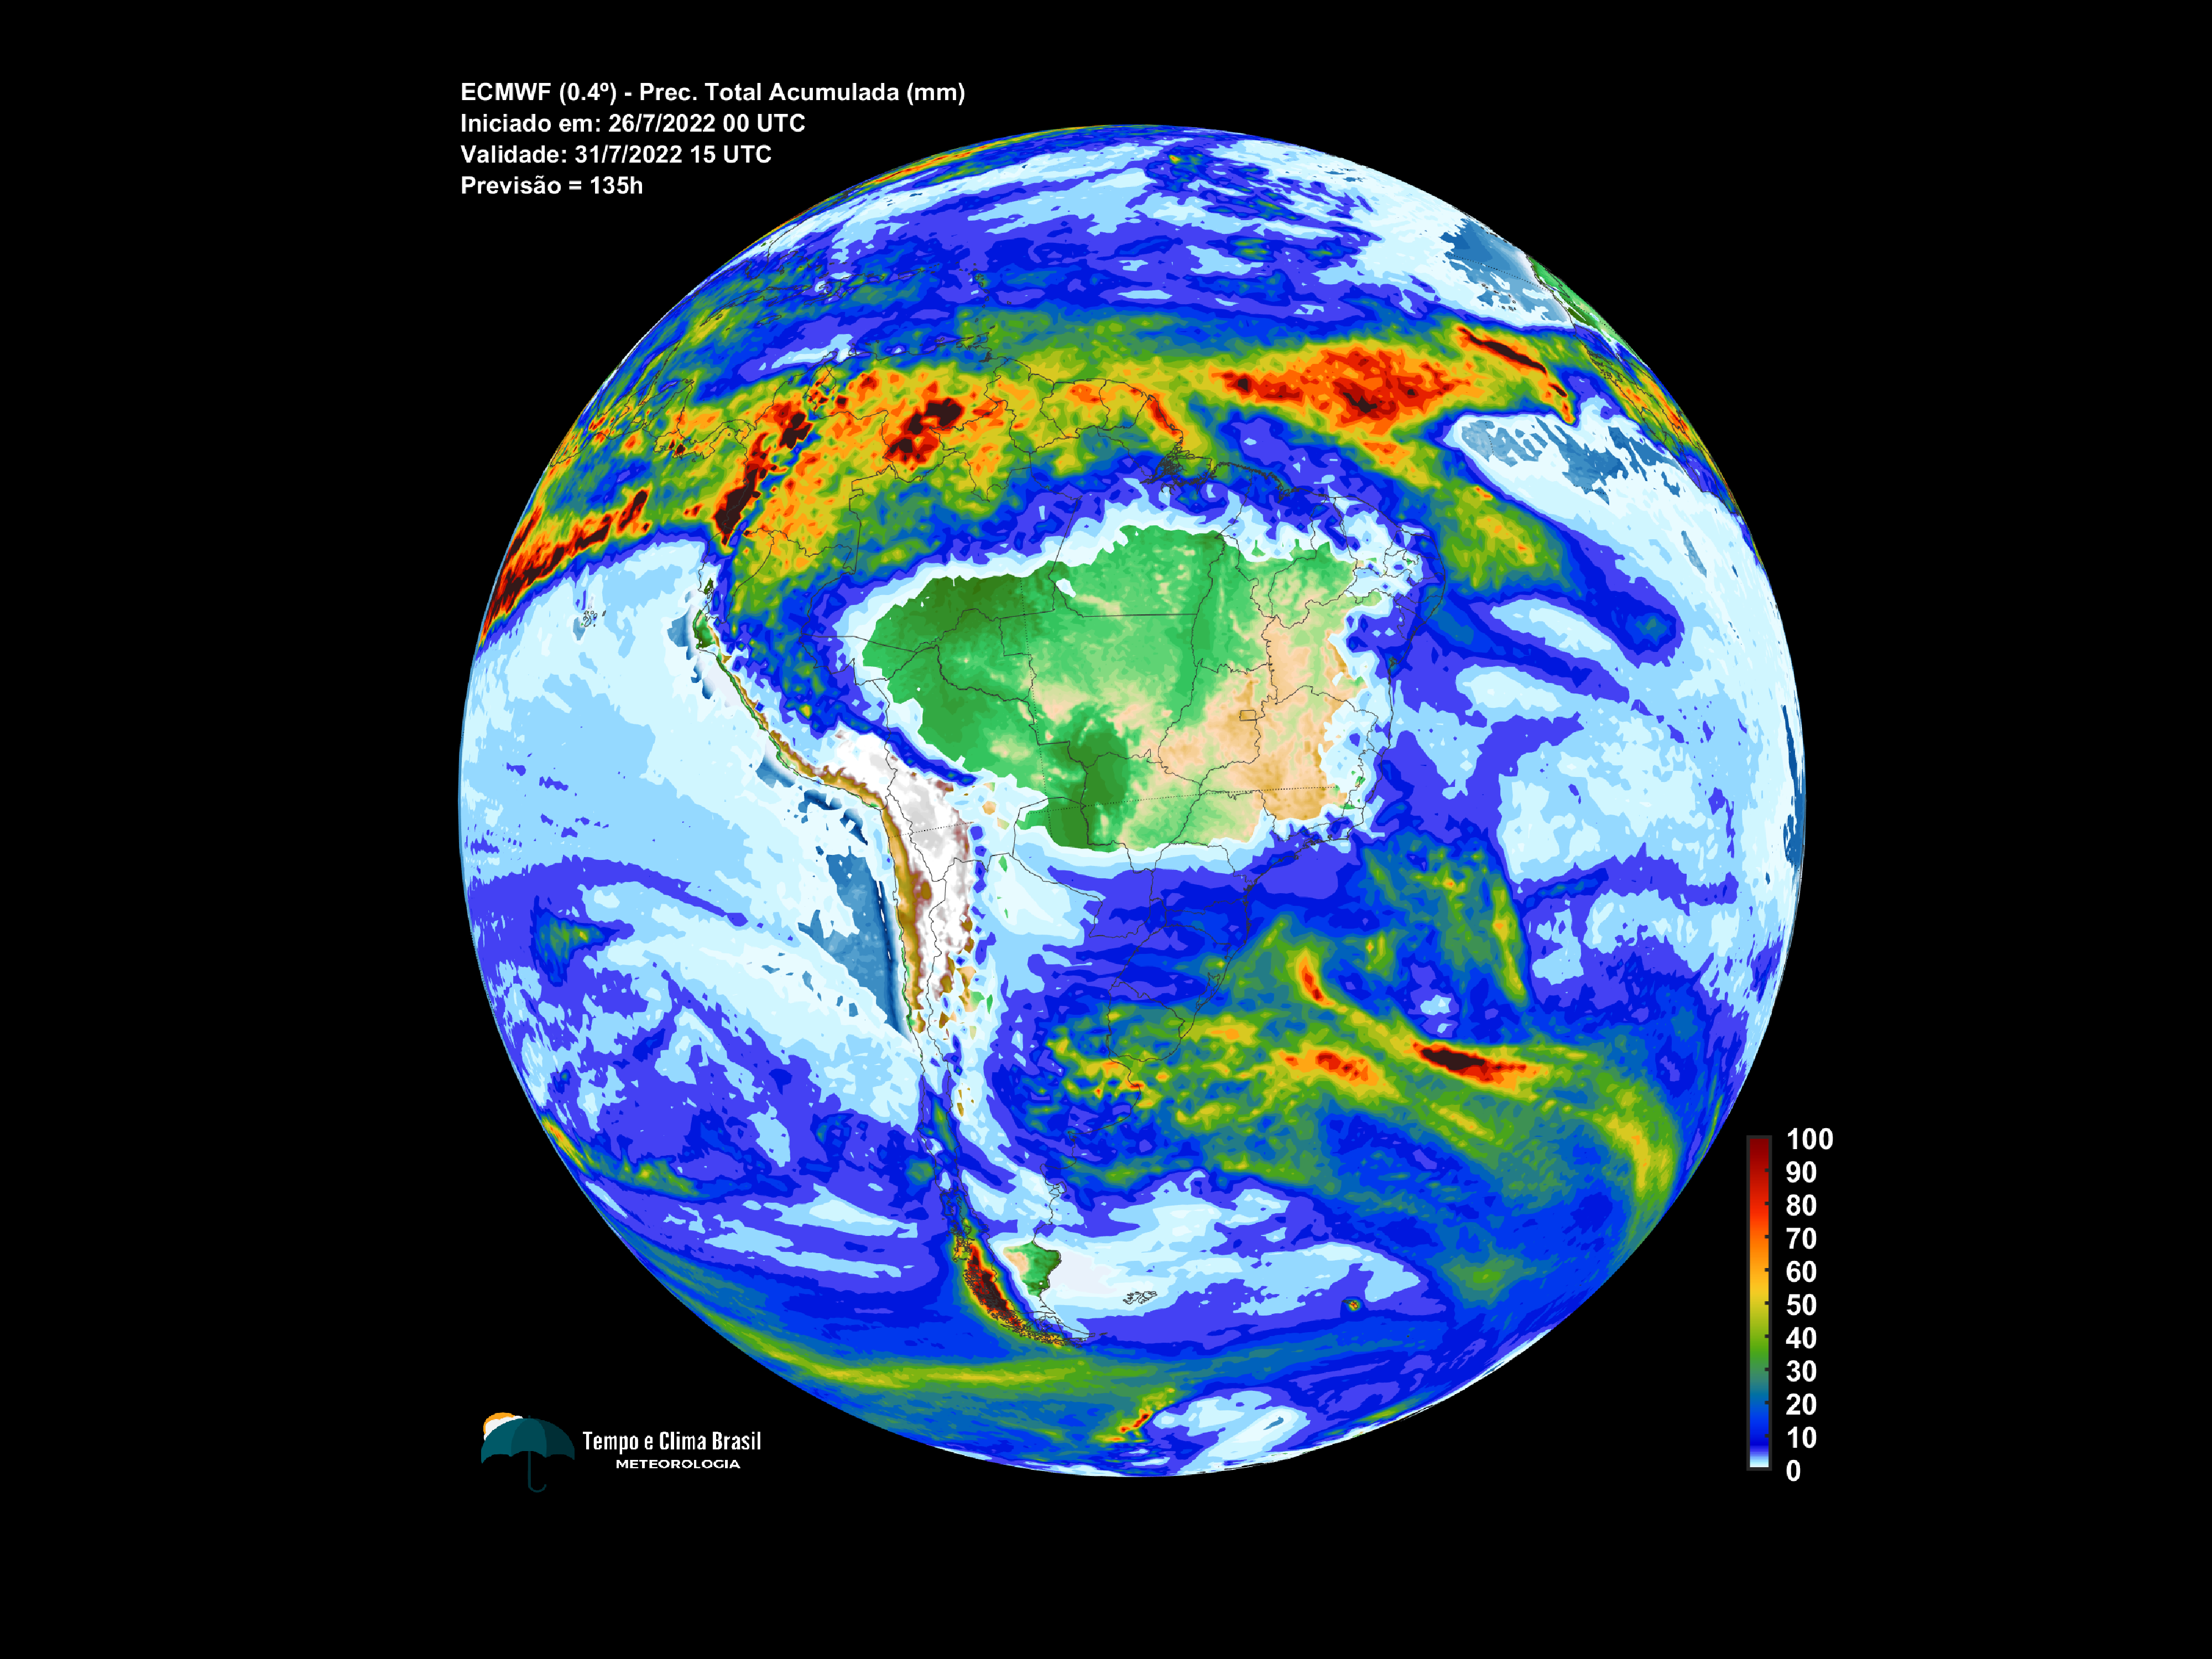 ECMWF (0.4º) - Prec. Total Acumulada (mm)
Iniciado em: 26/7/2022 00 UTC
Validade: 31/7/2022 15 UTC
Previsão = 135h
100
90
80
70
60
50
40
30
20
10
0
Tempo e Clima Brasil
METEOROLOGIA